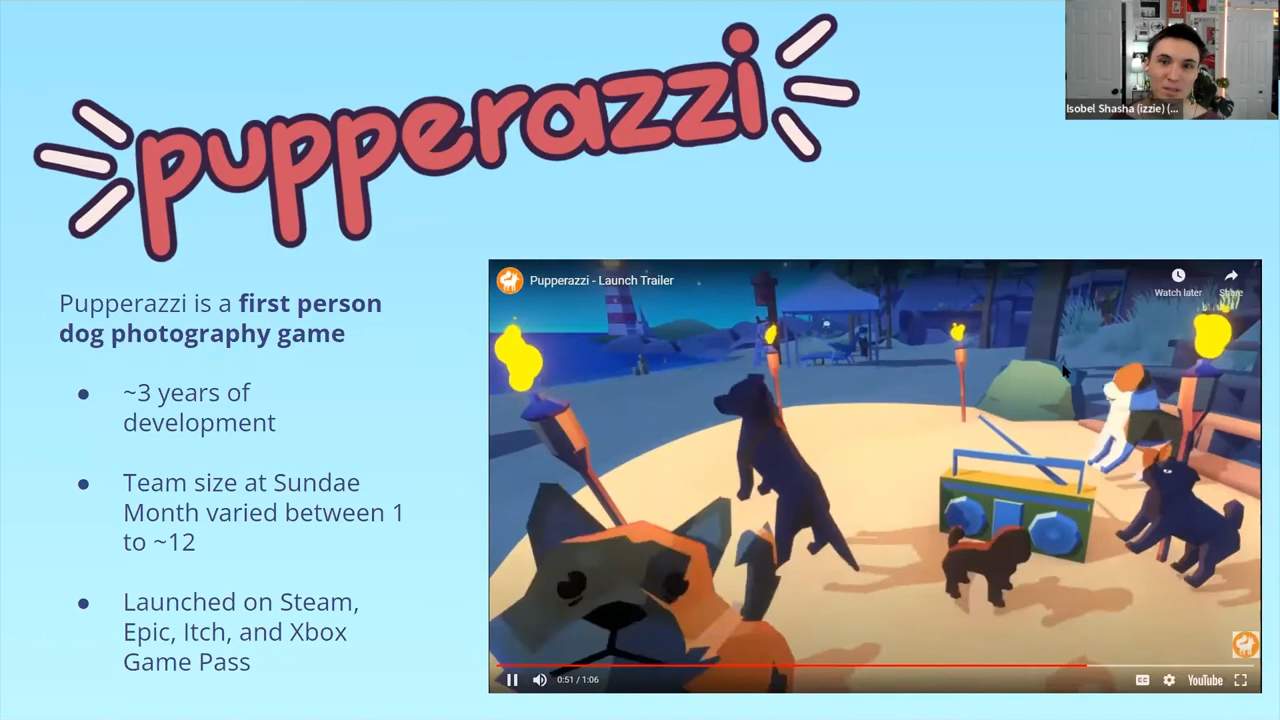 pupperazzi
Isobel Shasha (izzie) (...
Pupperazzi is a first person
dog photography game
● ~3 years of
development
● Team size at Sundae
Month varied between 1
to ~12
● Launched on Steam,
Epic, Itch, and Xbox
Game Pass
Pupperazzi - Launch Trailer
Watch later
Share
0:51 / 1:06
CC
YouTube